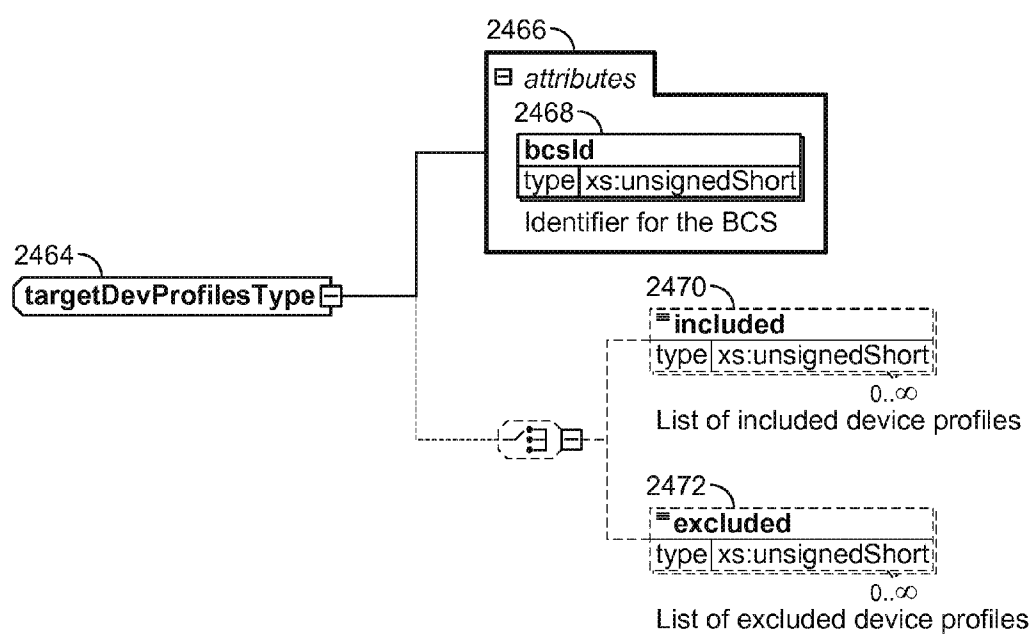 2466
attributes
2468
bcsId
type xs:unsignedShort
Identifier for the BCS
2464
targetDevProfilesType
2470
included
type xs:unsignedShort
0..∞
List of included device profiles
2472
excluded
type xs:unsignedShort
0..∞
List of excluded device profiles